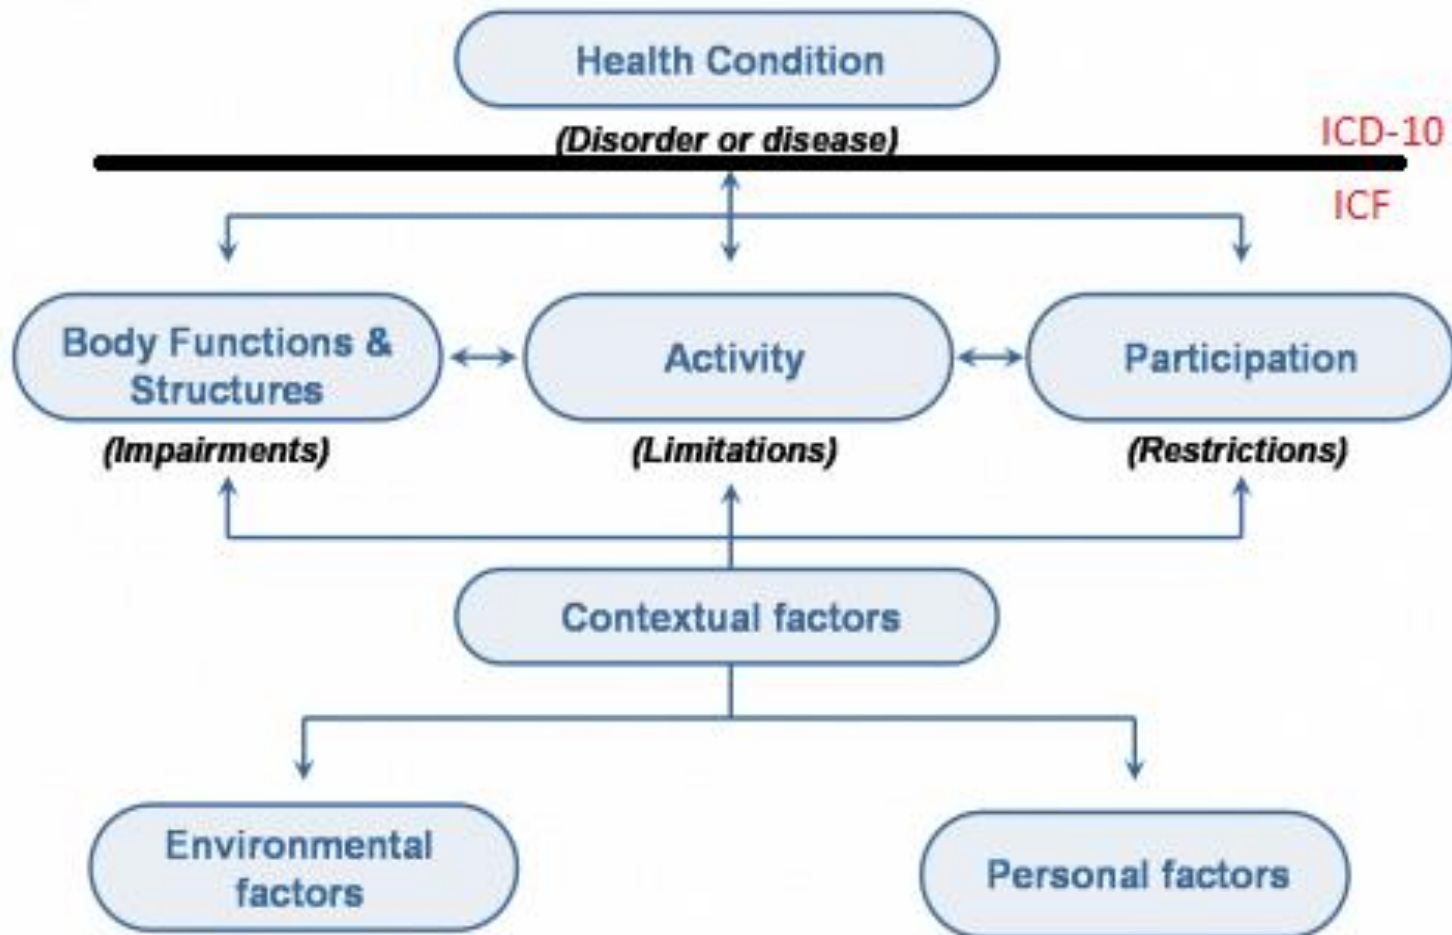 Health Condition
(Disorder or disease)
ICD-10
ICF
Body Functions &
Structures
Activity
Participation
(Impairments)
(Limitations)
(Restrictions)
Contextual factors
Environmental
factors
Personal factors